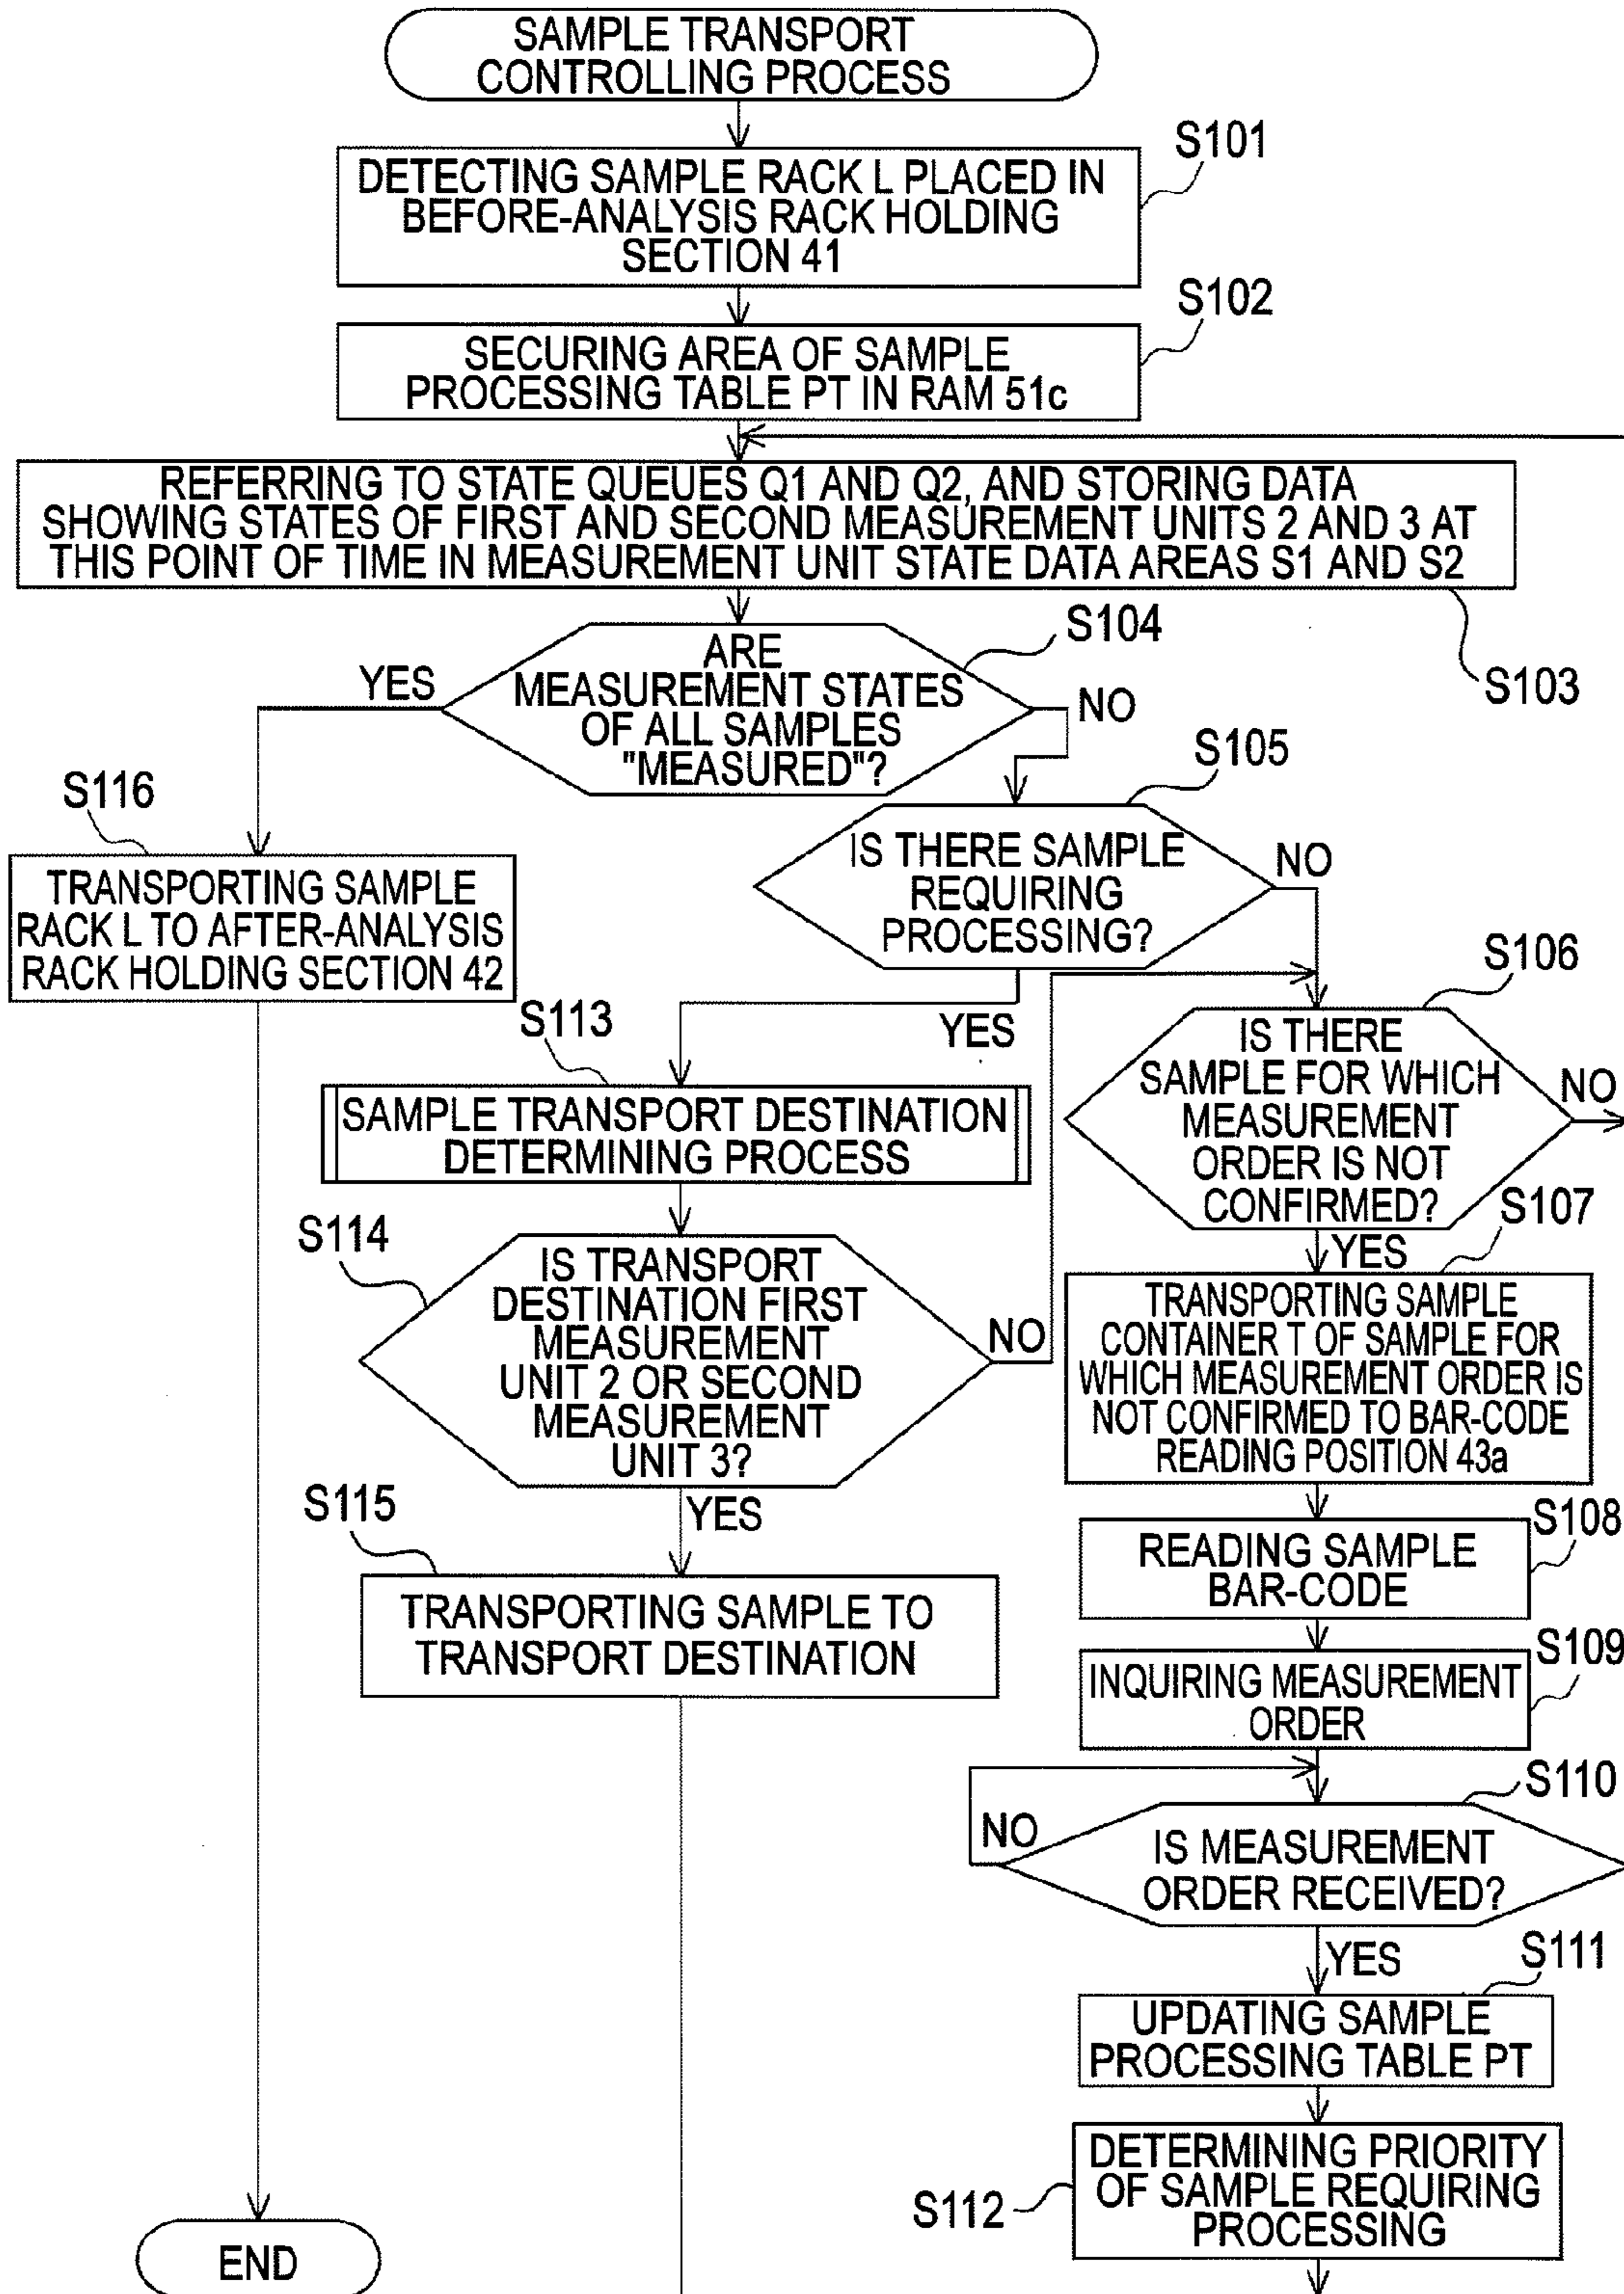 SAMPLE TRANSPORT
CONTROLLING PROCESS
S101
DETECTING SAMPLE RACK L PLACED IN
BEFORE-ANALYSIS RACK HOLDING
SECTION 41
S102
SECURING AREA OF SAMPLE
PROCESSING TABLE PT IN RAM 51c
REFERRING TO STATE QUEUES Q1 AND Q2, AND STORING DATA
SHOWING STATES OF FIRST AND SECOND MEASUREMENT UNITS 2 AND 3 AT
THIS POINT OF TIME IN MEASUREMENT UNIT STATE DATA AREAS S1 AND S2
S103
S104
ARE
MEASUREMENT STATES
OF ALL SAMPLES
"MEASURED"?
YES
NO
S105
IS THERE SAMPLE
REQUIRING
PROCESSING?
NO
YES
S116
TRANSPORTING SAMPLE
RACK L TO AFTER-ANALYSIS
RACK HOLDING SECTION 42
S106
IS THERE
SAMPLE FOR WHICH
MEASUREMENT
ORDER IS NOT
CONFIRMED?
NO
YES
S113
SAMPLE TRANSPORT DESTINATION
DETERMINING PROCESS
S114
IS TRANSPORT
DESTINATION FIRST
MEASUREMENT
UNIT 2 OR SECOND
MEASUREMENT
UNIT 3?
NO
YES
S107
TRANSPORTING SAMPLE
CONTAINER T OF SAMPLE FOR
WHICH MEASUREMENT ORDER IS
NOT CONFIRMED TO BAR-CODE
READING POSITION 43a
S115
TRANSPORTING SAMPLE TO
TRANSPORT DESTINATION
S108
READING SAMPLE
BAR-CODE
S109
INQUIRING MEASUREMENT
ORDER
S110
NO
IS MEASUREMENT
ORDER RECEIVED?
YES
S111
UPDATING SAMPLE
PROCESSING TABLE PT
S112
DETERMINING PRIORITY
OF SAMPLE REQUIRING
PROCESSING
END